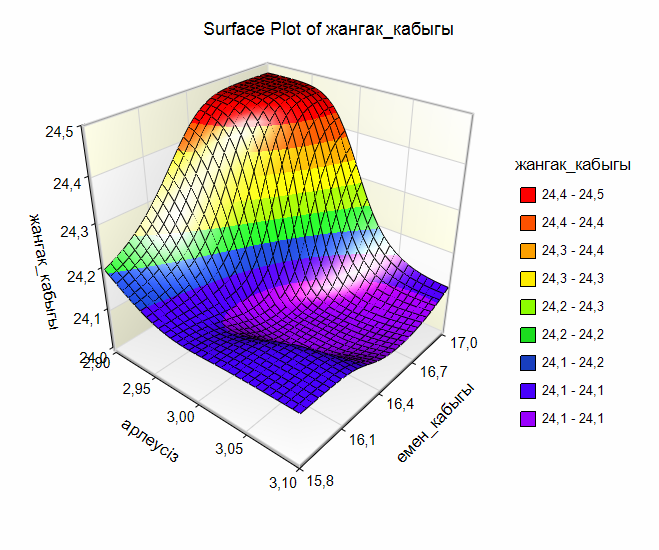 Surface Plot of жангак_кабыгы
24,5
24,4
24,3
24,2
24,1
24,0
жангак_кабыгы
2,90
2,95
3,00
3,05
3,10
арлеусіз
15,8
16,1
16,4
16,7
17,0
емен_кабыгы
жангак_кабыгы
24,4 - 24,5
24,4 - 24,4
24,3 - 24,4
24,3 - 24,3
24,2 - 24,3
24,2 - 24,2
24,1 - 24,2
24,1 - 24,1
24,1 - 24,1